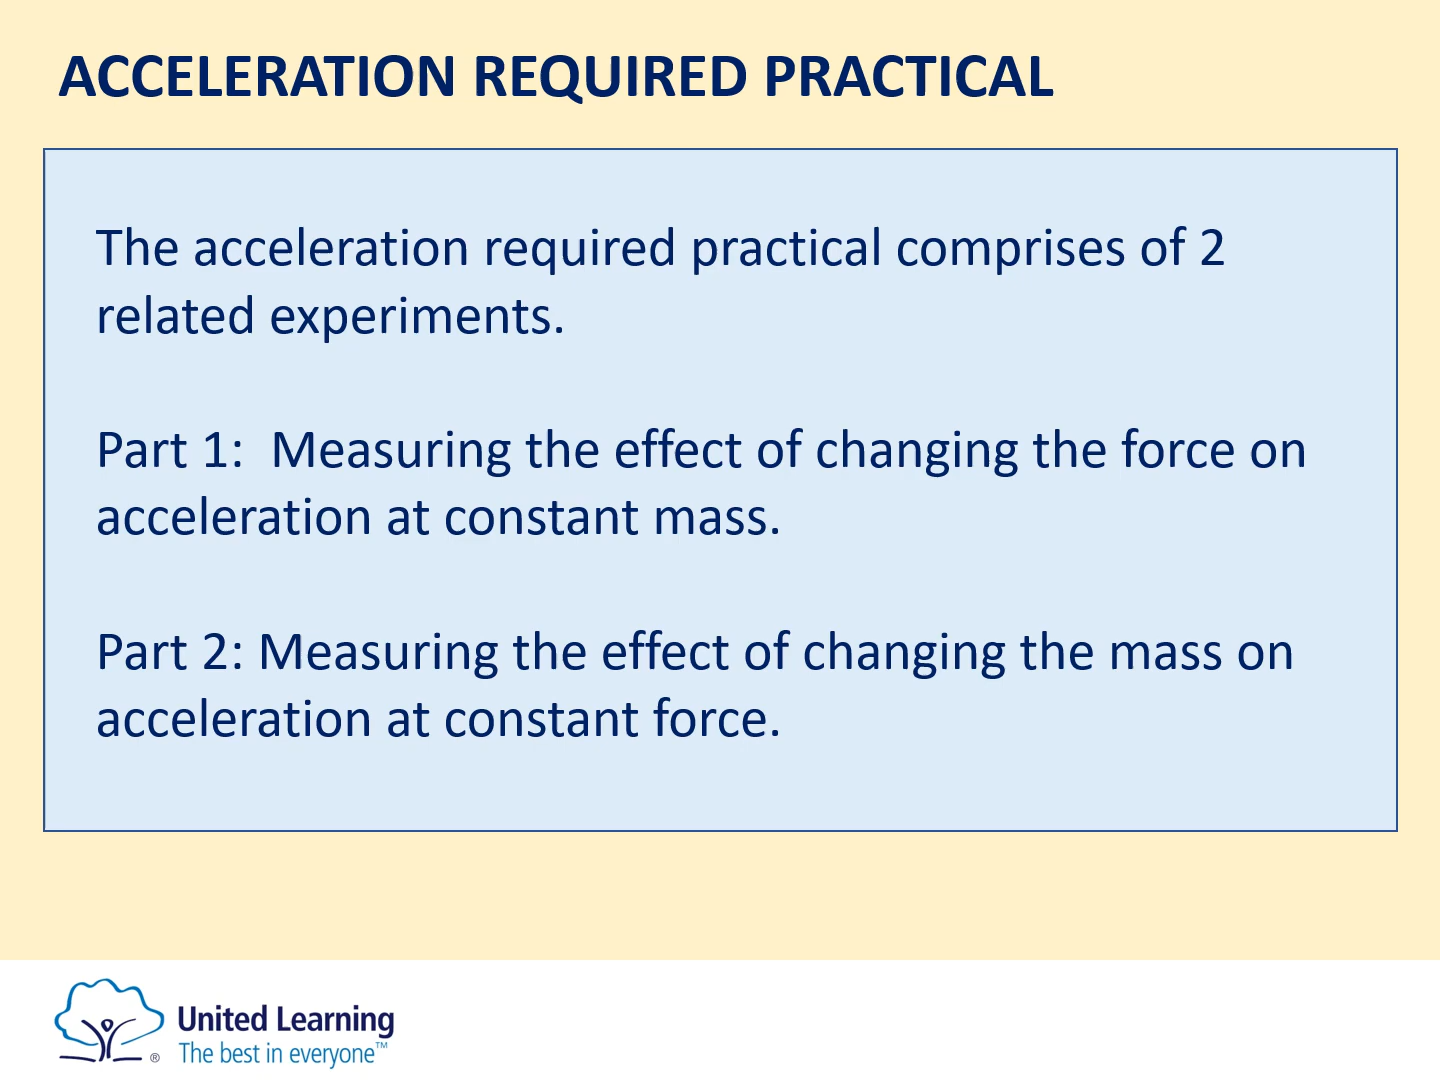 ACCELERATION REQUIRED PRACTICAL
The acceleration required practical comprises of 2
related experiments.
Part 1:  Measuring the effect of changing the force on
acceleration at constant mass.
Part 2: Measuring the effect of changing the mass on
acceleration at constant force.
United Learning
The best in everyone™
®